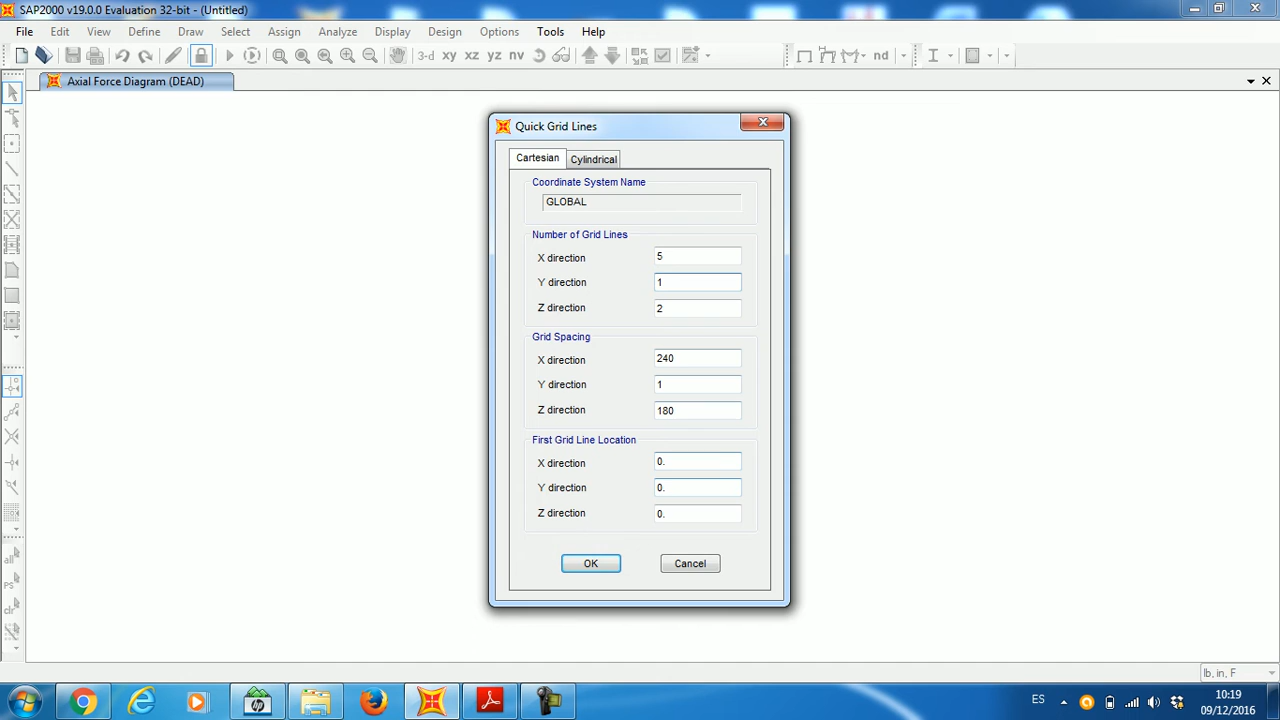 SAP2000 v19.0.0 Evaluation 32-bit - (Untitled)
File Edit View Define Draw Select Assign Analyze Display Design Options Tools Help
3-d xy xz yz nv nd
Axial Force Diagram (DEAD)
Quick Grid Lines
Cartesian Cylindrical
Coordinate System Name
GLOBAL
Number of Grid Lines
X direction 5
Y direction 1
Z direction 2
Grid Spacing
X direction 240
Y direction 1
Z direction 180
First Grid Line Location
X direction 0.
Y direction 0.
Z direction 0.
OK Cancel
all
PS
clr
lb, in, F
hp
ES
10:19
09/12/2016